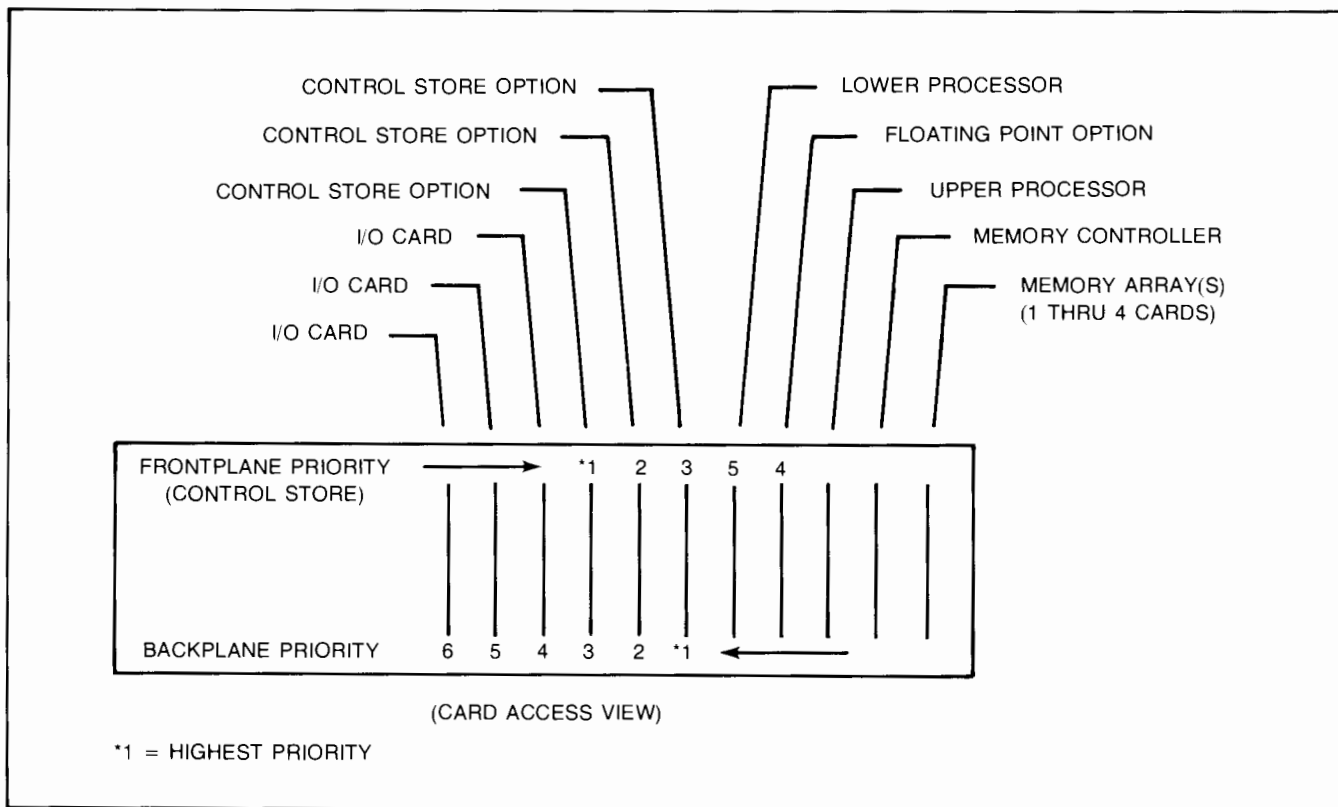 CONTROL STORE OPTION
LOWER PROCESSOR
CONTROL STORE OPTION
FLOATING POINT OPTION
CONTROL STORE OPTION
UPPER PROCESSOR
I/O CARD
MEMORY CONTROLLER
I/O CARD
MEMORY ARRAY(S)
(1 THRU 4 CARDS)
I/O CARD
FRONTPLANE PRIORITY *1 2 3 5 4
(CONTROL STORE)
BACKPLANE PRIORITY 6 5 4 3 2 *1
(CARD ACCESS VIEW)
*1 = HIGHEST PRIORITY